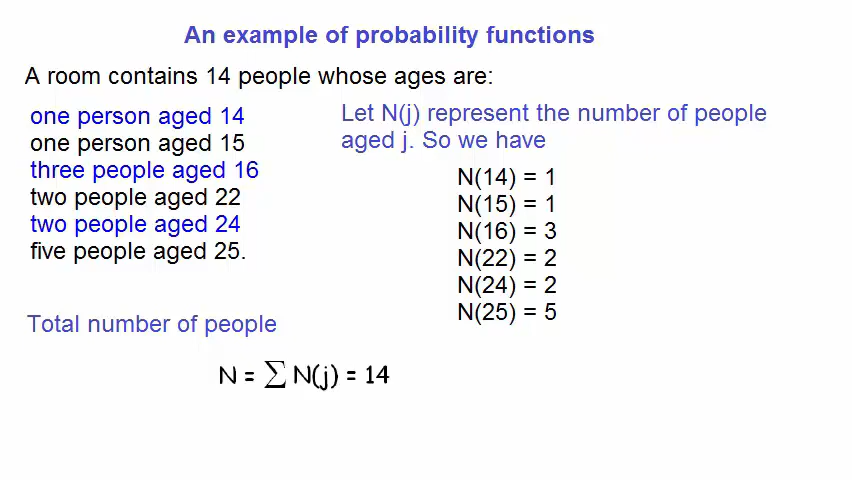 An example of probability functions
A room contains 14 people whose ages are:
one person aged 14
one person aged 15
three people aged 16
two people aged 22
two people aged 24
five people aged 25.
Let N(j) represent the number of people
aged j. So we have
N(14) = 1
N(15) = 1
N(16) = 3
N(22) = 2
N(24) = 2
N(25) = 5
Total number of people
N = ∑ N(j) = 14